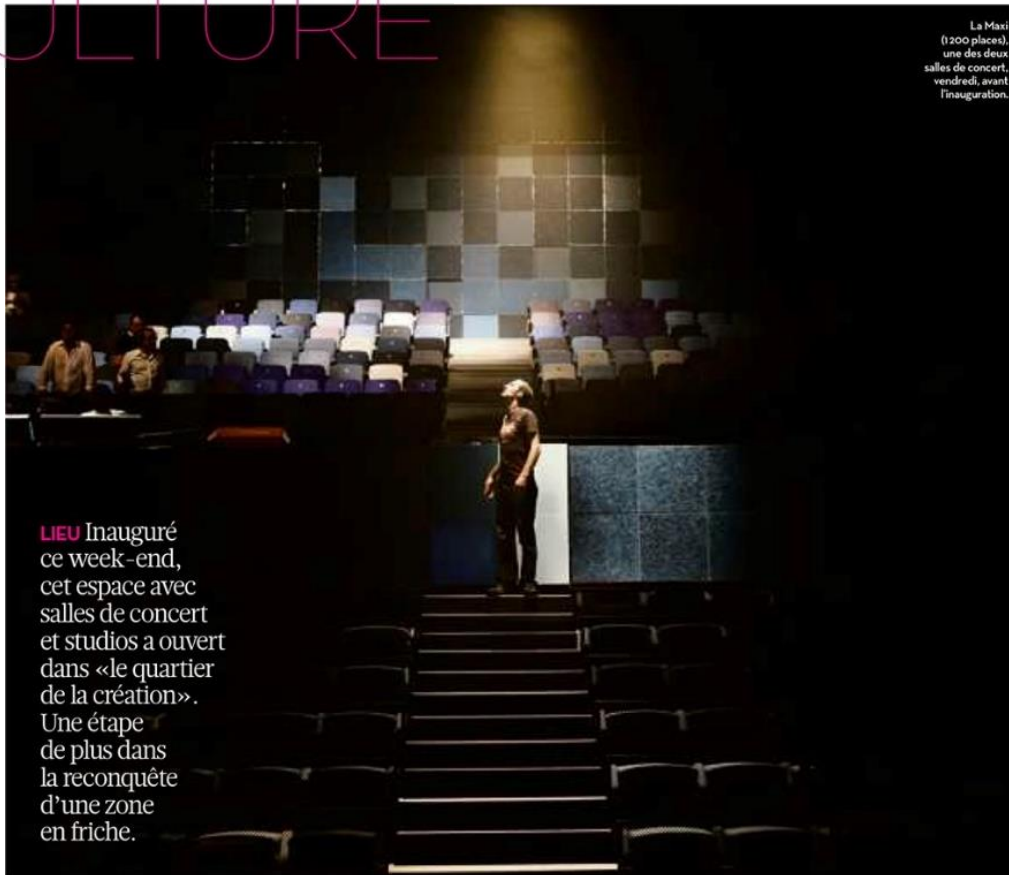 ULTURE
La Maxi
(1200 places),
une des deux
salles de concert,
vendredi, avant
l'inauguration.
LIEU Inauguré
ce week-end,
cet espace avec
salles de concert
et studios a ouvert
dans «le quartier
de la création».
Une étape
de plus dans
la reconquête
d'une zone
en friche.